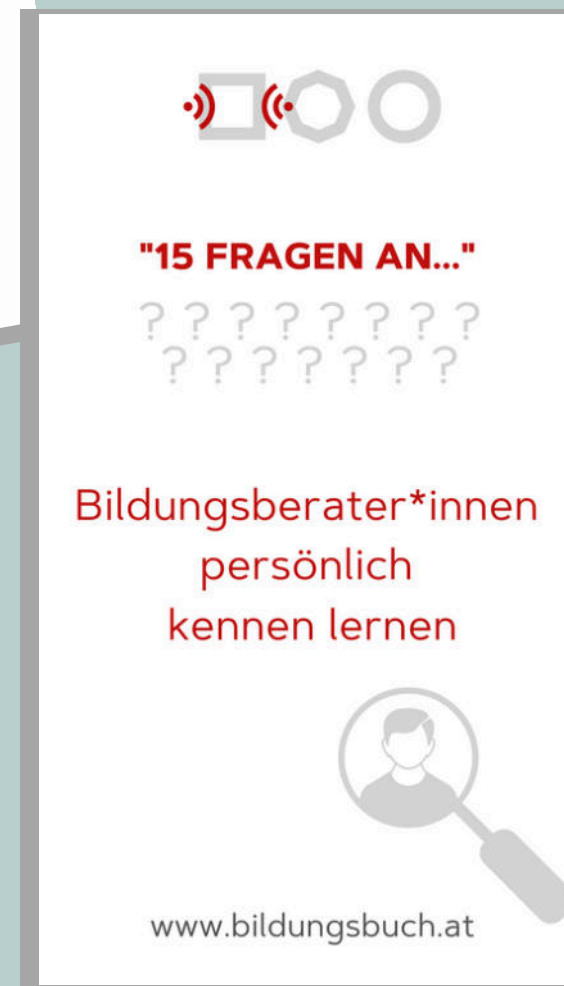 "15 FRAGEN AN..."
? ? ? ? ? ? ? ?
? ? ? ? ? ? ?
Bildungsberater*innen
persönlich
kennen lernen
www.bildungsbuch.at